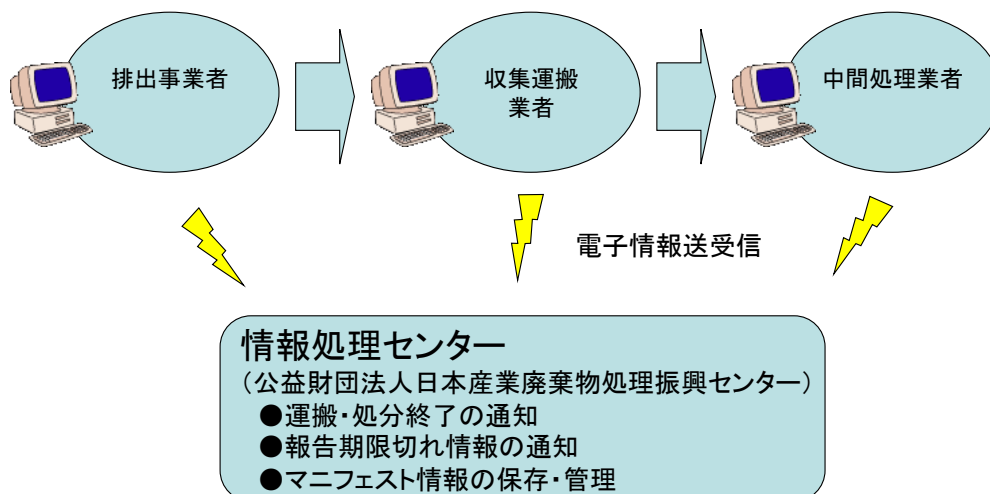 排出事業者
収集運搬
業者
中間処理業者
電子情報送受信
情報処理センター
（公益財団法人日本産業廃棄物処理振興センター）
●運搬・処分終了の通知
●報告期限切れ情報の通知
●マニフェスト情報の保存・管理